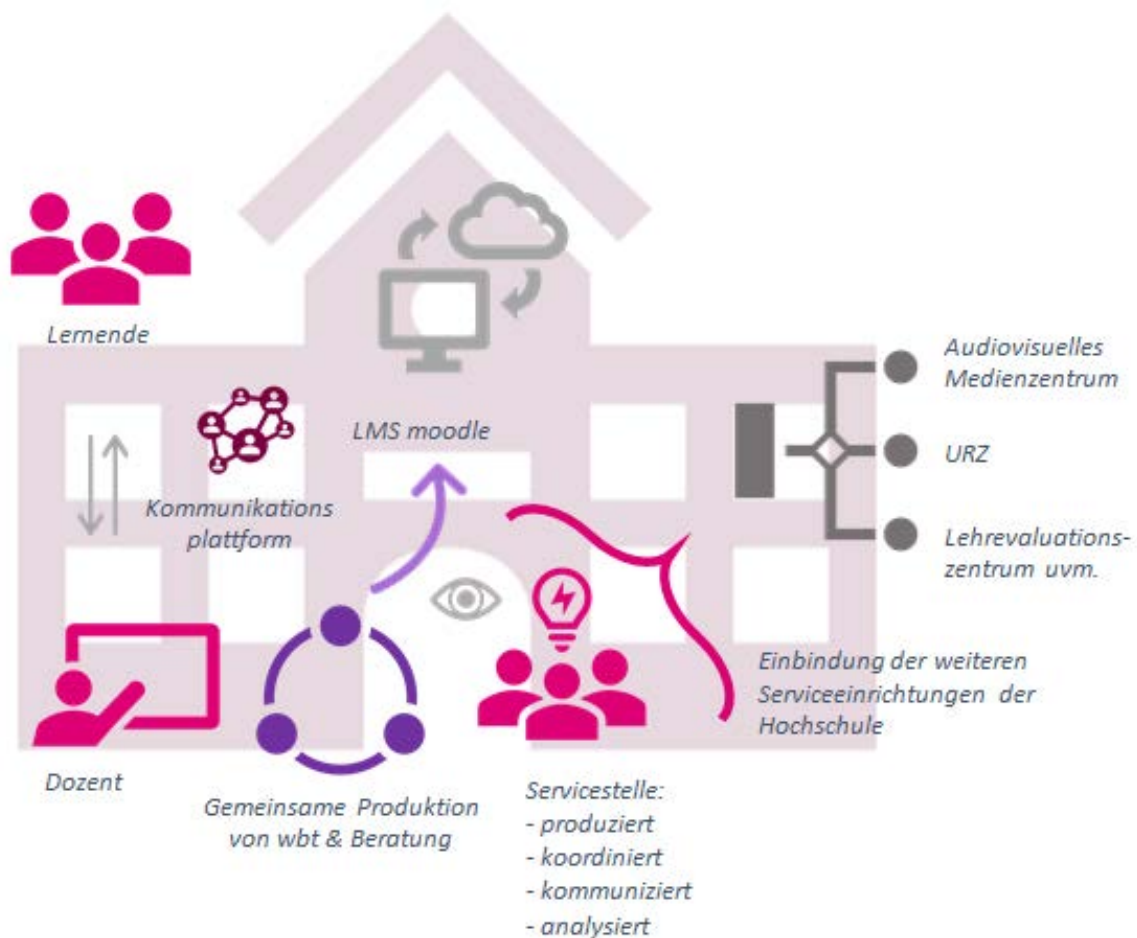 Lernende
LMS moodle
Kommunikations
plattform
Audiovisuelles
Medienzentrum
URZ
Lehrevaluations-
zentrum uvm.
Einbindung der weiteren
Serviceeinrichtungen der
Hochschule
Dozent
Gemeinsame Produktion
von wbt & Beratung
Servicestelle:
- produziert
- koordiniert
- kommuniziert
- analysiert